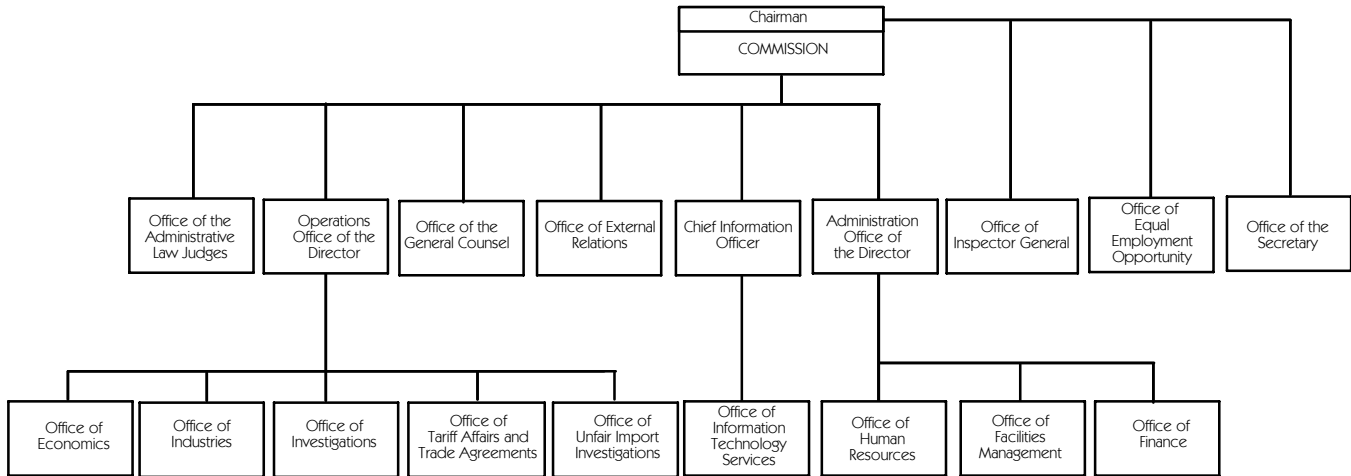 Chairman
COMMISSION
Office of the
Administrative
Law Judges
Operations
Office of the
Director
Office of the
General Counsel
Office of External
Relations
Chief Information
Officer
Administration
Office of
the Director
Office of
Inspector General
Office of
Equal
Employment
Opportunity
Office of the
Secretary
Office of
Economics
Office of
Industries
Office of
Investigations
Office of
Tariff Affairs and
Trade Agreements
Office of
Unfair Import
Investigations
Office of
Information
Technology
Services
Office of
Human
Resources
Office of
Facilities
Management
Office of
Finance